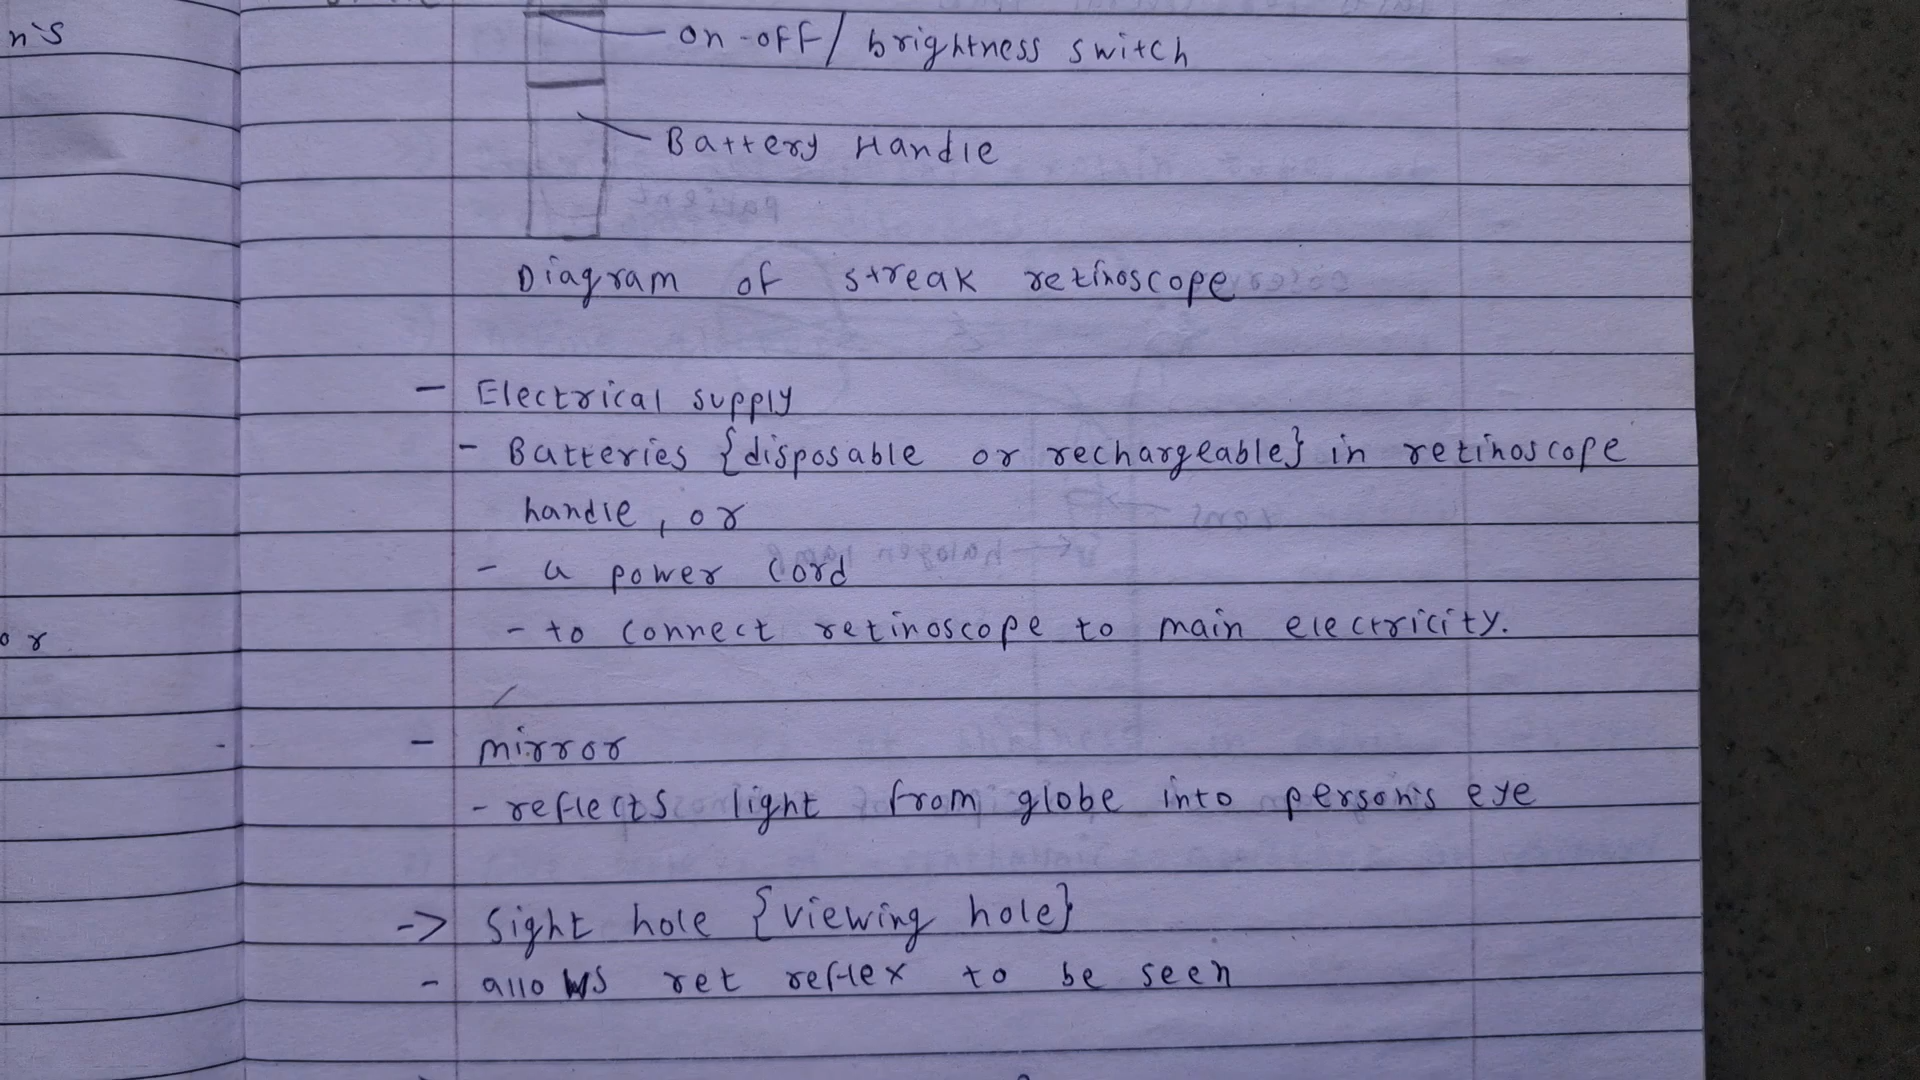 n's
on-off/ brightness switch
Battery Handle
Diagram of streak retinoscope
- Electrical supply
- Batteries {disposable or rechargeable} in retinoscope
handle, or
- a power cord
- to connect retinoscope to main electricity.
or
- mirror
- reflects light from globe into person's eye
-> Sight hole {viewing hole}
- allows ret reflex to be seen